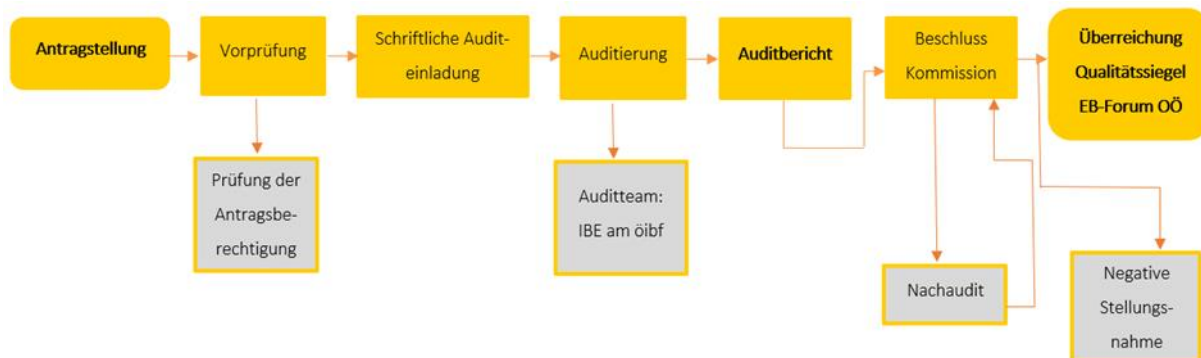 Antragstellung
Vorprüfung
Schriftliche Audit-
einladung
Auditierung
Auditbericht
Beschluss
Kommission
Überreichung
Qualitätssiegel
EB-Forum OÖ
Prüfung der
Antragsbe-
rechtigung
Auditteam:
IBE am öibf
Nachaudit
Negative
Stellungs-
nahme